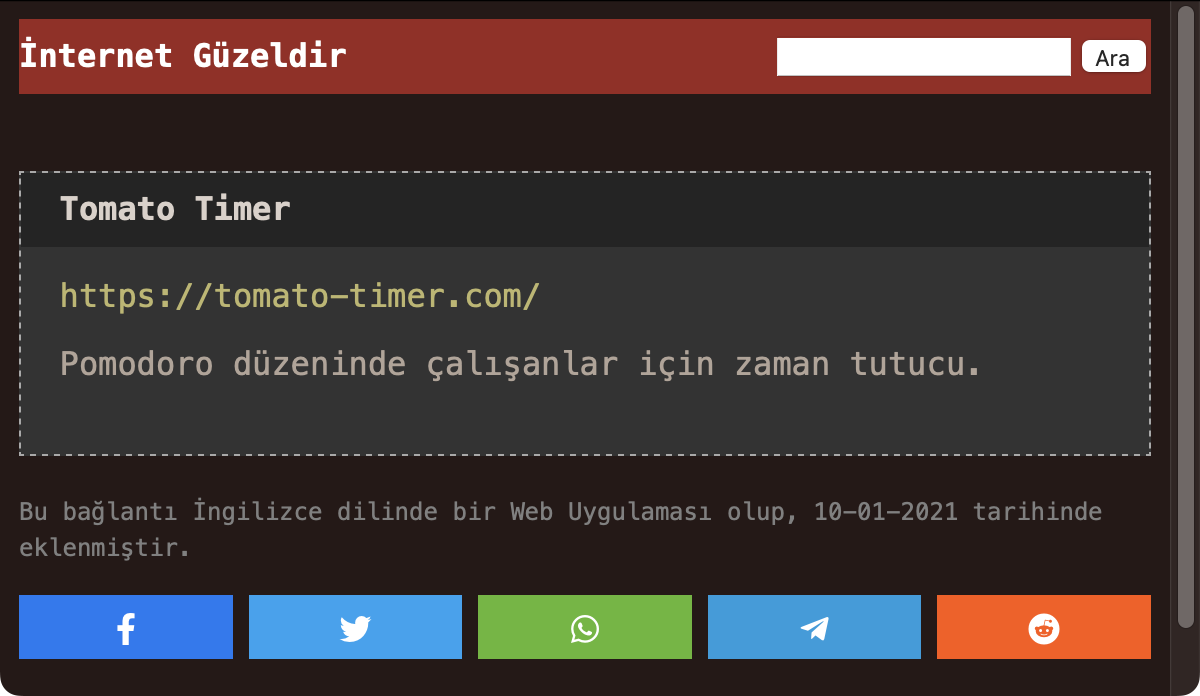 İnternet Güzeldir
Ara
Tomato Timer
https://tomato-timer.com/
Pomodoro düzeninde çalışanlar için zaman tutucu.
Bu bağlantı İngilizce dilinde bir Web Uygulaması olup, 10-01-2021 tarihinde
eklenmiştir.